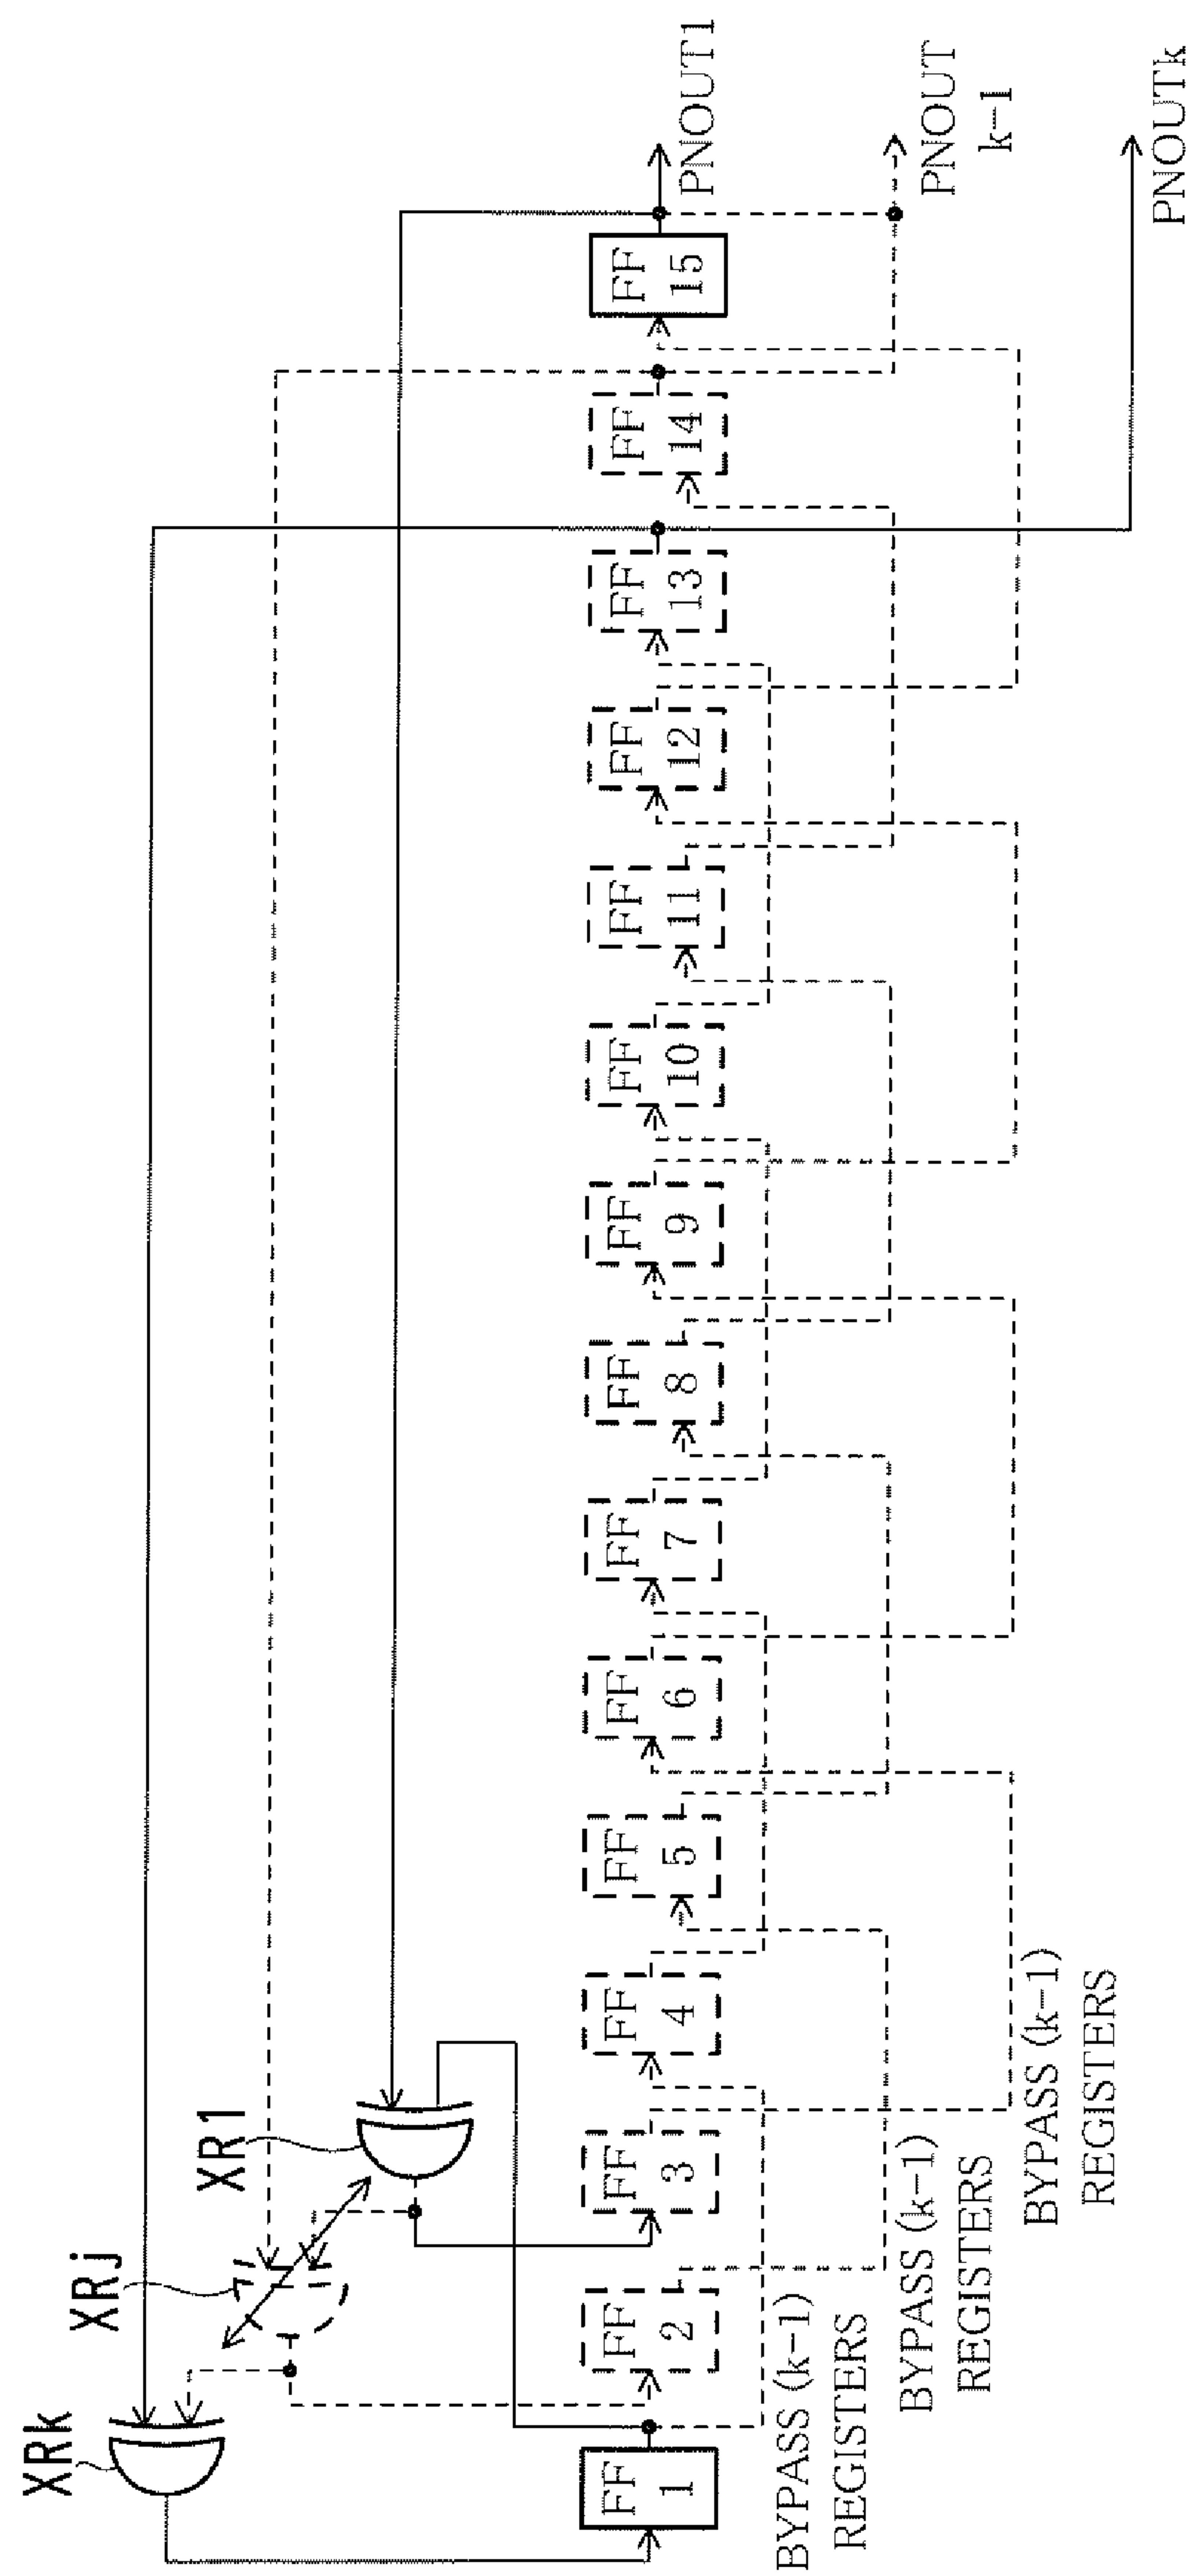 XRk
XRj
XR1
FF
1
FF
2
FF
3
FF
4
FF
5
FF
6
FF
7
FF
8
FF
9
FF
10
FF
11
FF
12
FF
13
FF
14
FF
15
PNOUT1
PNOUT
k-1
PNOUTk
BYPASS (k-1)
REGISTERS
BYPASS (k-1)
REGISTERS
BYPASS (k-1)
REGISTERS